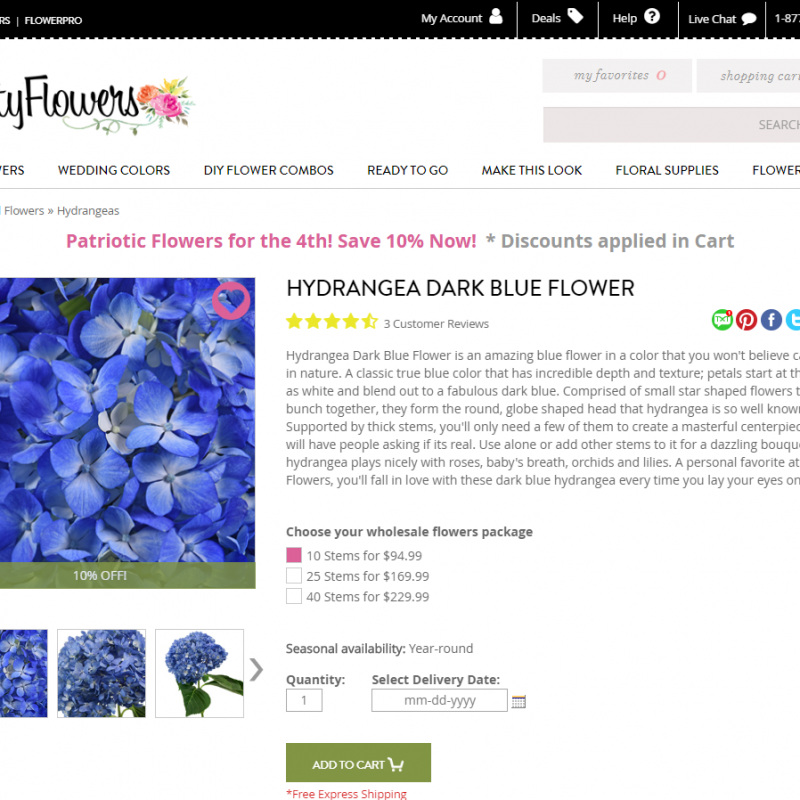 RS | FLOWERPRO
My Account Deals Help ? Live Chat 1-877
tyFlowers
my favorites 0 shopping cart
SEARCH
ERS WEDDING COLORS DIY FLOWER COMBOS READY TO GO MAKE THIS LOOK FLORAL SUPPLIES FLOWER
Flowers » Hydrangeas
Patriotic Flowers for the 4th! Save 10% Now! * Discounts applied in Cart
HYDRANGEA DARK BLUE FLOWER
3 Customer Reviews
TXT
Hydrangea Dark Blue Flower is an amazing blue flower in a color that you won't believe ca
in nature. A classic true blue color that has incredible depth and texture; petals start at th
as white and blend out to a fabulous dark blue. Comprised of small star shaped flowers t
bunch together, they form the round, globe shaped head that hydrangea is so well known
Supported by thick stems, you'll only need a few of them to create a masterful centerpiec
will have people asking if its real. Use alone or add other stems to it for a dazzling bouque
hydrangea plays nicely with roses, baby's breath, orchids and lilies. A personal favorite at
Flowers, you'll fall in love with these dark blue hydrangea every time you lay your eyes on
10% OFF!
Choose your wholesale flowers package
10 Stems for $94.99
25 Stems for $169.99
40 Stems for $229.99
Seasonal availability: Year-round
Quantity: Select Delivery Date:
1 mm-dd-yyyy
ADD TO CART
*Free Express Shipping